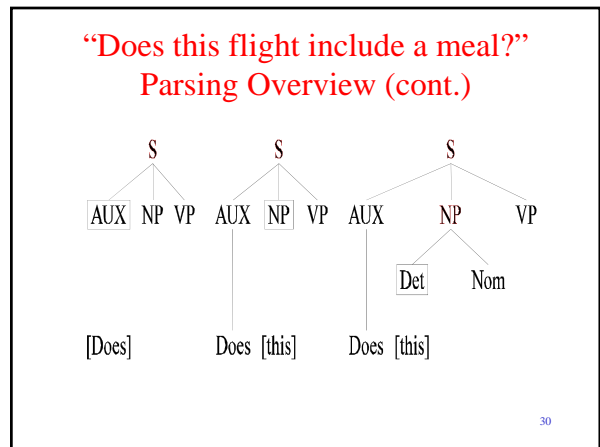 “Does this flight include a meal?”
Parsing Overview (cont.)
S S S
AUX NP VP AUX NP VP AUX NP VP
Det Nom
[Does] Does [this] Does [this]
30